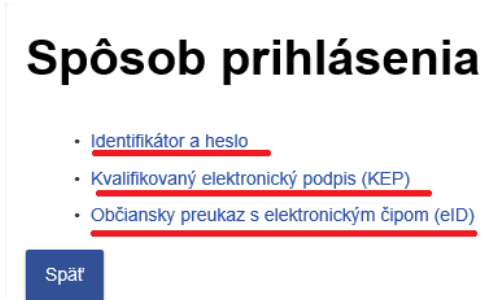 Spôsob prihlásenia
• Identifikátor a heslo
• Kvalifikovaný elektronický podpis (KEP)
• Občiansky preukaz s elektronickým čipom (eID)
Späť